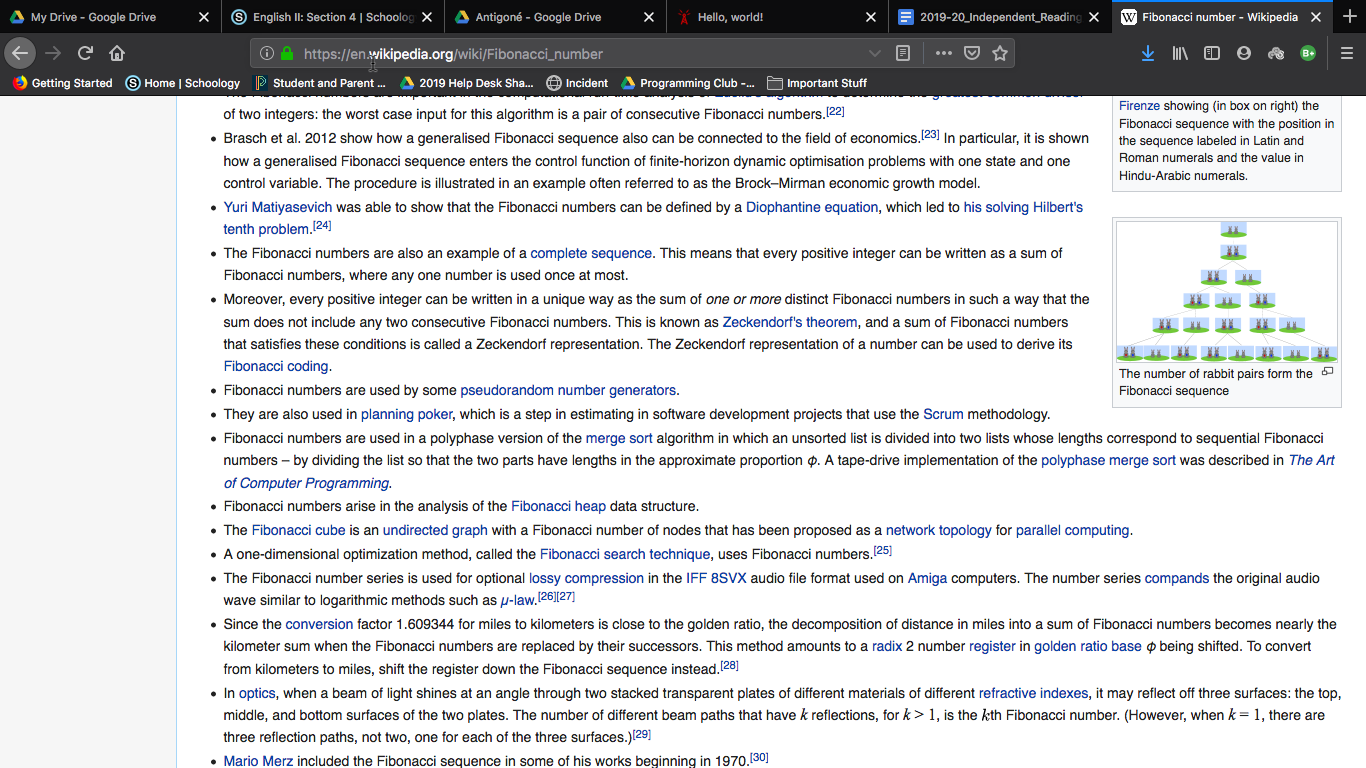 My Drive - Google Drive
English II: Section 4 | Schoolog
Antigoné - Google Drive
Hello, world!
2019-20_Independent_Reading
Fibonacci number - Wikipedia
https://en.wikipedia.org/wiki/Fibonacci_number
Getting Started
Home | Schoology
Student and Parent ...
2019 Help Desk Sha...
Incident
Programming Club -...
Important Stuff
of two integers: the worst case input for this algorithm is a pair of consecutive Fibonacci numbers.[22]
Brasch et al. 2012 show how a generalised Fibonacci sequence also can be connected to the field of economics.[23] In particular, it is shown
how a generalised Fibonacci sequence enters the control function of finite-horizon dynamic optimisation problems with one state and one
control variable. The procedure is illustrated in an example often referred to as the Brock–Mirman economic growth model.
Yuri Matiyasevich was able to show that the Fibonacci numbers can be defined by a Diophantine equation, which led to his solving Hilbert's
tenth problem.[24]
The Fibonacci numbers are also an example of a complete sequence. This means that every positive integer can be written as a sum of
Fibonacci numbers, where any one number is used once at most.
Moreover, every positive integer can be written in a unique way as the sum of one or more distinct Fibonacci numbers in such a way that the
sum does not include any two consecutive Fibonacci numbers. This is known as Zeckendorf's theorem, and a sum of Fibonacci numbers
that satisfies these conditions is called a Zeckendorf representation. The Zeckendorf representation of a number can be used to derive its
Fibonacci coding.
Fibonacci numbers are used by some pseudorandom number generators.
They are also used in planning poker, which is a step in estimating in software development projects that use the Scrum methodology.
Fibonacci numbers are used in a polyphase version of the merge sort algorithm in which an unsorted list is divided into two lists whose lengths correspond to sequential Fibonacci
numbers – by dividing the list so that the two parts have lengths in the approximate proportion φ. A tape-drive implementation of the polyphase merge sort was described in The Art
of Computer Programming.
Fibonacci numbers arise in the analysis of the Fibonacci heap data structure.
The Fibonacci cube is an undirected graph with a Fibonacci number of nodes that has been proposed as a network topology for parallel computing.
A one-dimensional optimization method, called the Fibonacci search technique, uses Fibonacci numbers.[25]
The Fibonacci number series is used for optional lossy compression in the IFF 8SVX audio file format used on Amiga computers. The number series compands the original audio
wave similar to logarithmic methods such as μ-law.[26][27]
Since the conversion factor 1.609344 for miles to kilometers is close to the golden ratio, the decomposition of distance in miles into a sum of Fibonacci numbers becomes nearly the
kilometer sum when the Fibonacci numbers are replaced by their successors. This method amounts to a radix 2 number register in golden ratio base φ being shifted. To convert
from kilometers to miles, shift the register down the Fibonacci sequence instead.[28]
In optics, when a beam of light shines at an angle through two stacked transparent plates of different materials of different refractive indexes, it may reflect off three surfaces: the top,
middle, and bottom surfaces of the two plates. The number of different beam paths that have k reflections, for k > 1, is the kth Fibonacci number. (However, when k = 1, there are
three reflection paths, not two, one for each of the three surfaces.)[29]
Mario Merz included the Fibonacci sequence in some of his works beginning in 1970.[30]
Firenze showing (in box on right) the
Fibonacci sequence with the position in
the sequence labeled in Latin and
Roman numerals and the value in
Hindu-Arabic numerals.
The number of rabbit pairs form the
Fibonacci sequence